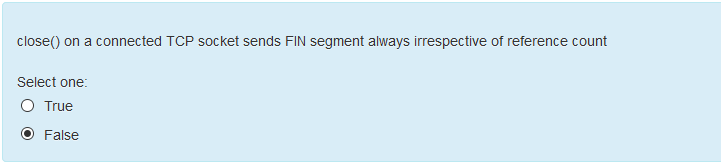 close() on a connected TCP socket sends FIN segment always irrespective of reference count
Select one:
True
False